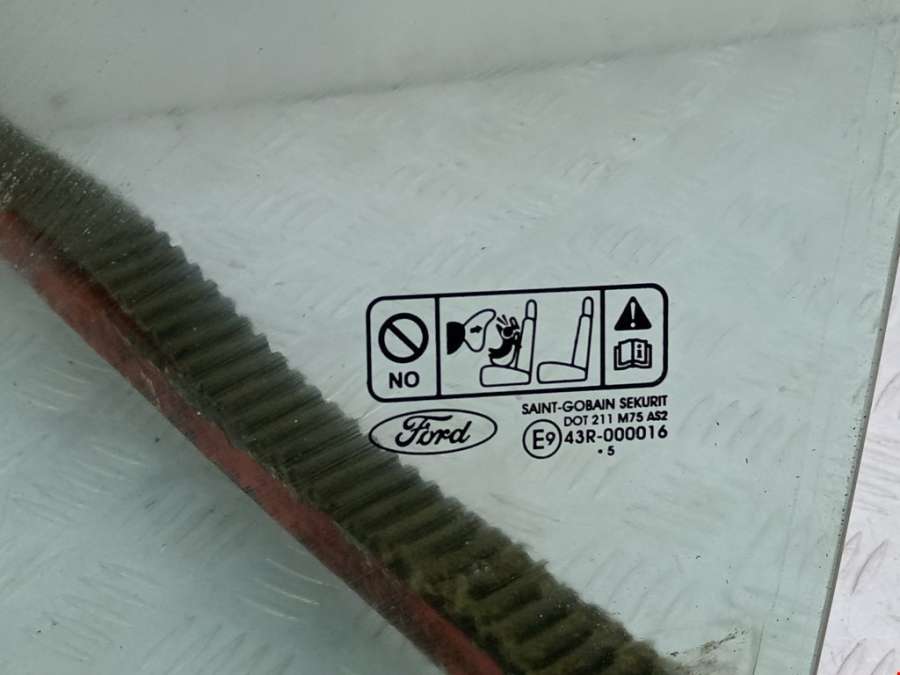 NO
Ford
SAINT-GOBAIN SEKURIT
DOT 211 M75 AS2
E9 43R-000016
• 5